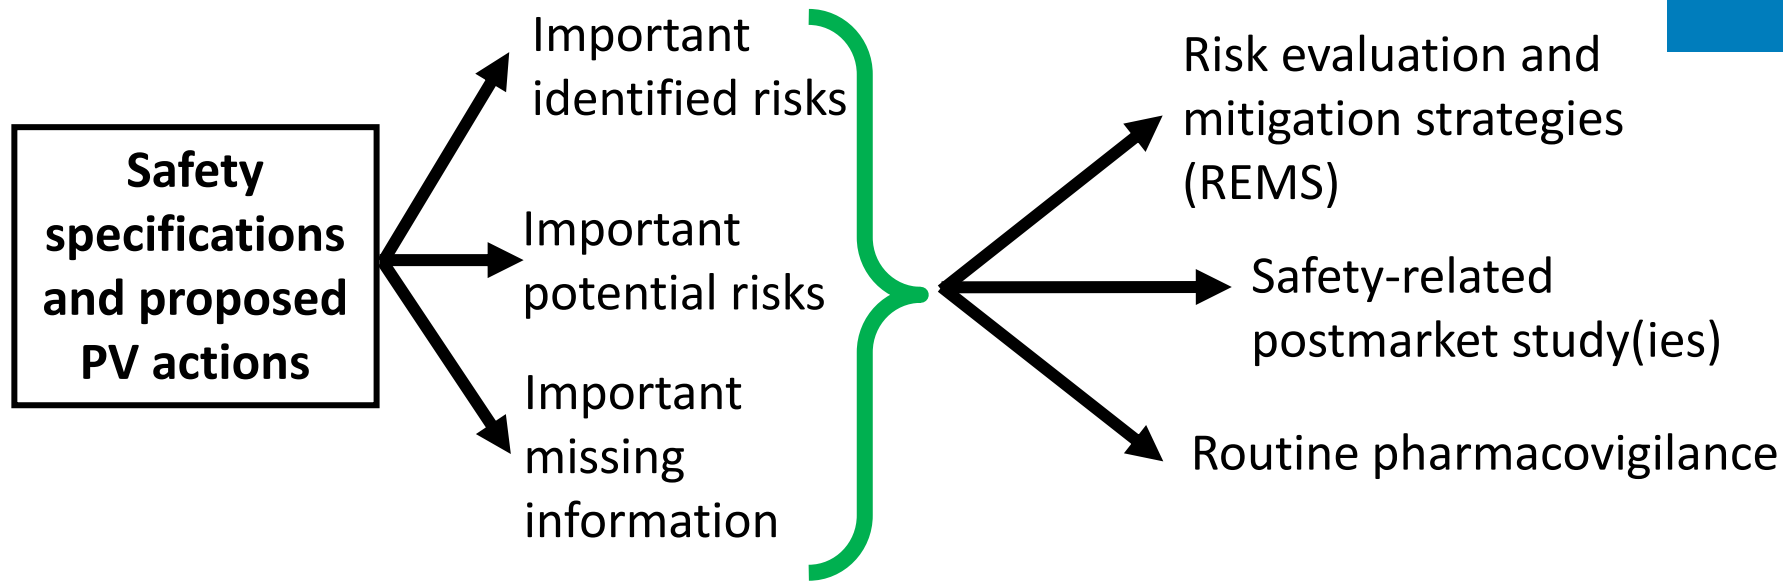 Safety
specifications
and proposed
PV actions
Important
identified risks
Important
potential risks
Important
missing
information
Risk evaluation and
mitigation strategies
(REMS)
Safety-related
postmarket study(ies)
Routine pharmacovigilance